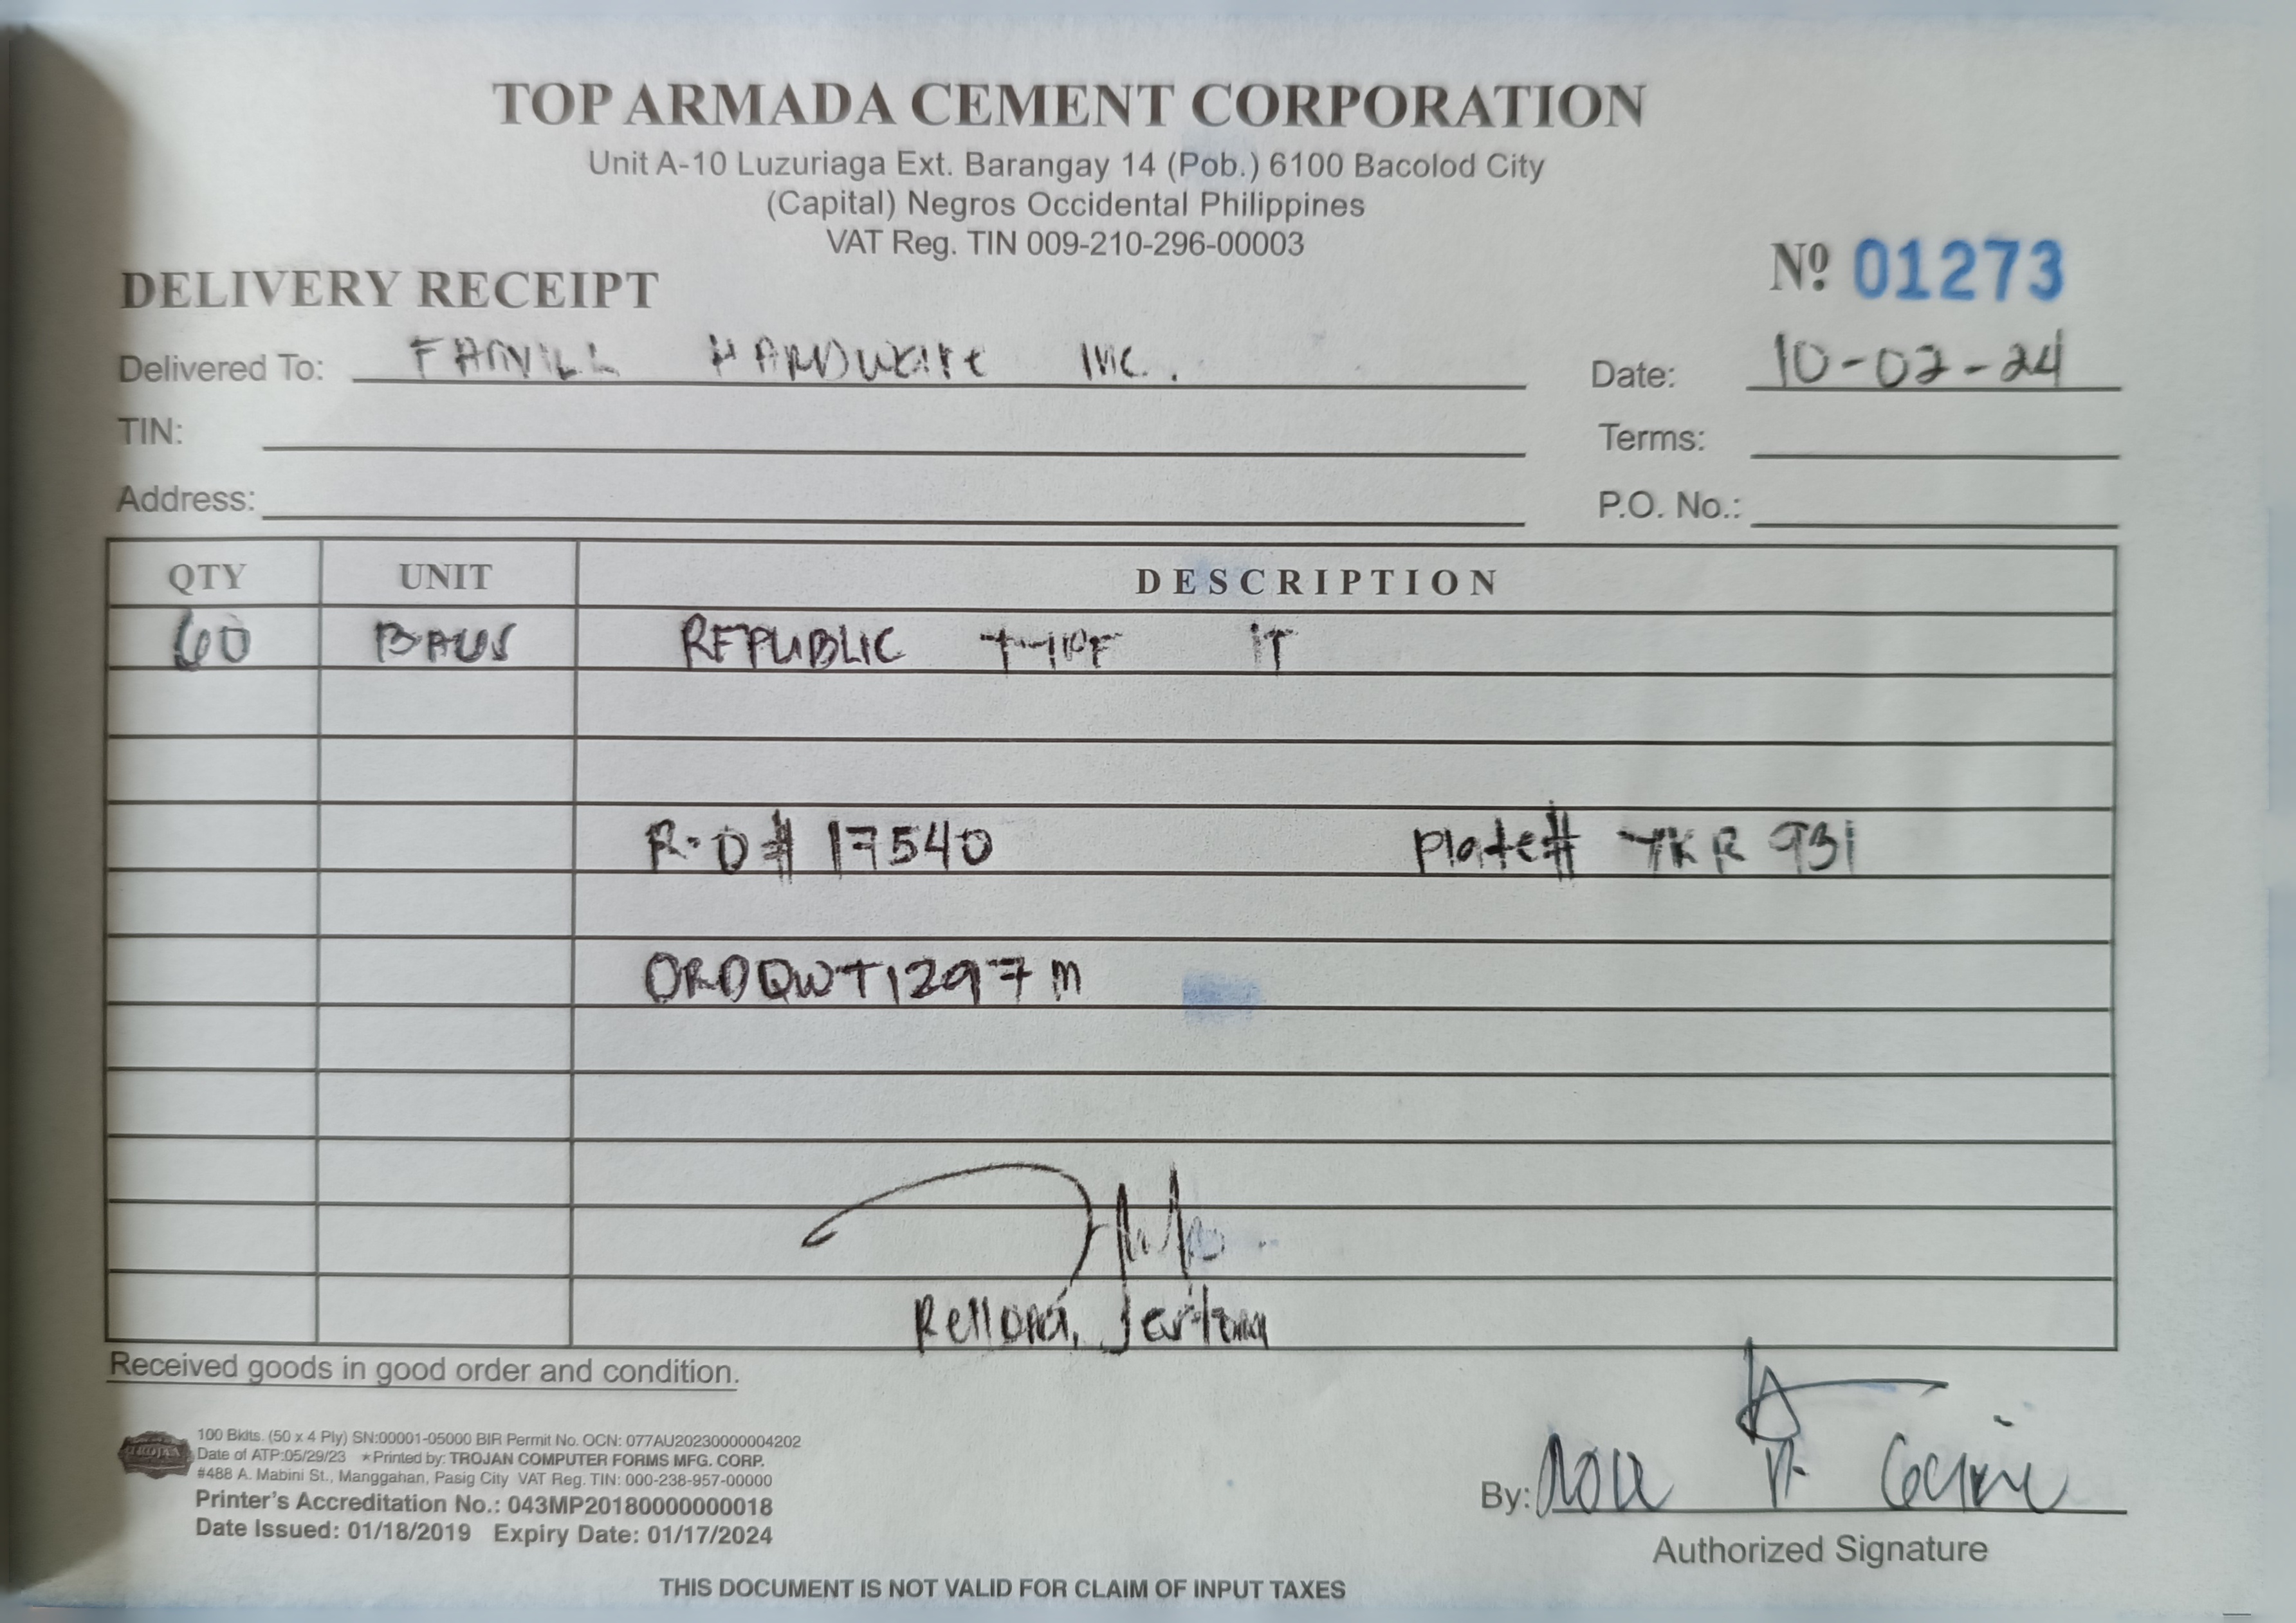 TOP ARMADA CEMENT CORPORATION
Unit A-10 Luzuriaga Ext. Barangay 14 (Pob.) 6100 Bacolod City
(Capital) Negros Occidental Philippines
VAT Reg. TIN 009-210-296-00003
DELIVERY RECEIPT
Nº 01273
Delivered To: HARDWARE INC.
Date: 10-02-24
TIN:
Terms:
Address:
P.O. No.:
QTY UNIT DESCRIPTION
60 BAGS REPUBLIC TYPE 1T
R.O# 17540 Plate# YKR 931
ORDQWT1297M
Received goods in good order and condition.
100 Bklts. (50 x 4 Ply) SN:00001-05000 BIR Permit No. OCN: 077AU20230000004202
Date of ATP:05/29/23 ★Printed by: TROJAN COMPUTER FORMS MFG. CORP.
#488 A. Mabini St., Manggahan, Pasig City VAT Reg. TIN: 000-238-957-00000
Printer's Accreditation No.: 043MP20180000000018
Date Issued: 01/18/2019 Expiry Date: 01/17/2024
By:
Authorized Signature
THIS DOCUMENT IS NOT VALID FOR CLAIM OF INPUT TAXES